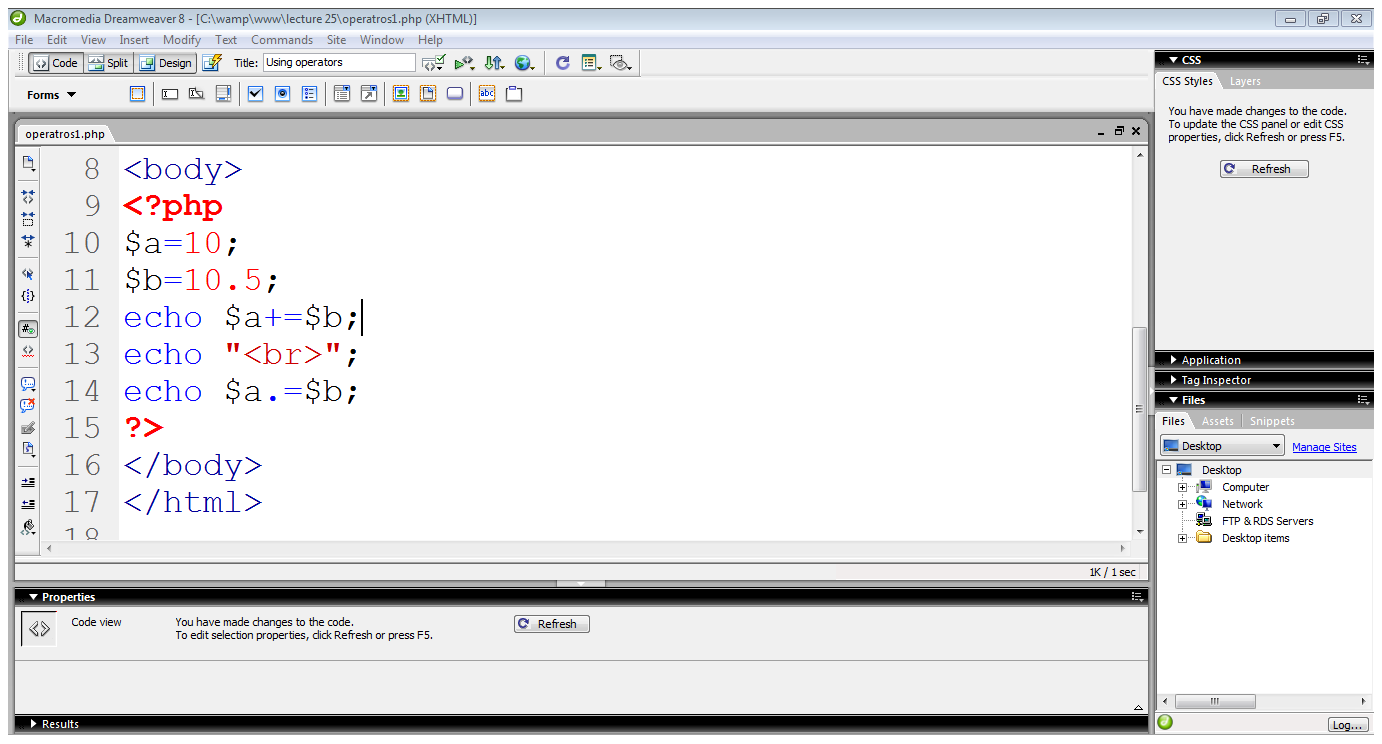 Macromedia Dreamweaver 8 - [C:\wamp\www\lecture 25\operatros1.php (XHTML)]
File Edit View Insert Modify Text Commands Site Window Help
Code Split Design Title: Using operators
Forms
abc
operatros1.php
8 <body>
9 <?php
10 $a=10;
11 $b=10.5;
12 echo $a+=$b;
13 echo "<br>";
14 echo $a.=$b;
15 ?>
16 </body>
17 </html>
18
1K / 1 sec
Properties
Code view
You have made changes to the code.
To edit selection properties, click Refresh or press F5.
Refresh
Results
CSS
CSS Styles Layers
You have made changes to the code.
To update the CSS panel or edit CSS
properties, click Refresh or press F5.
Refresh
Application
Tag Inspector
Files
Files Assets Snippets
Desktop Manage Sites
Desktop
Computer
Network
FTP & RDS Servers
Desktop items
Log...